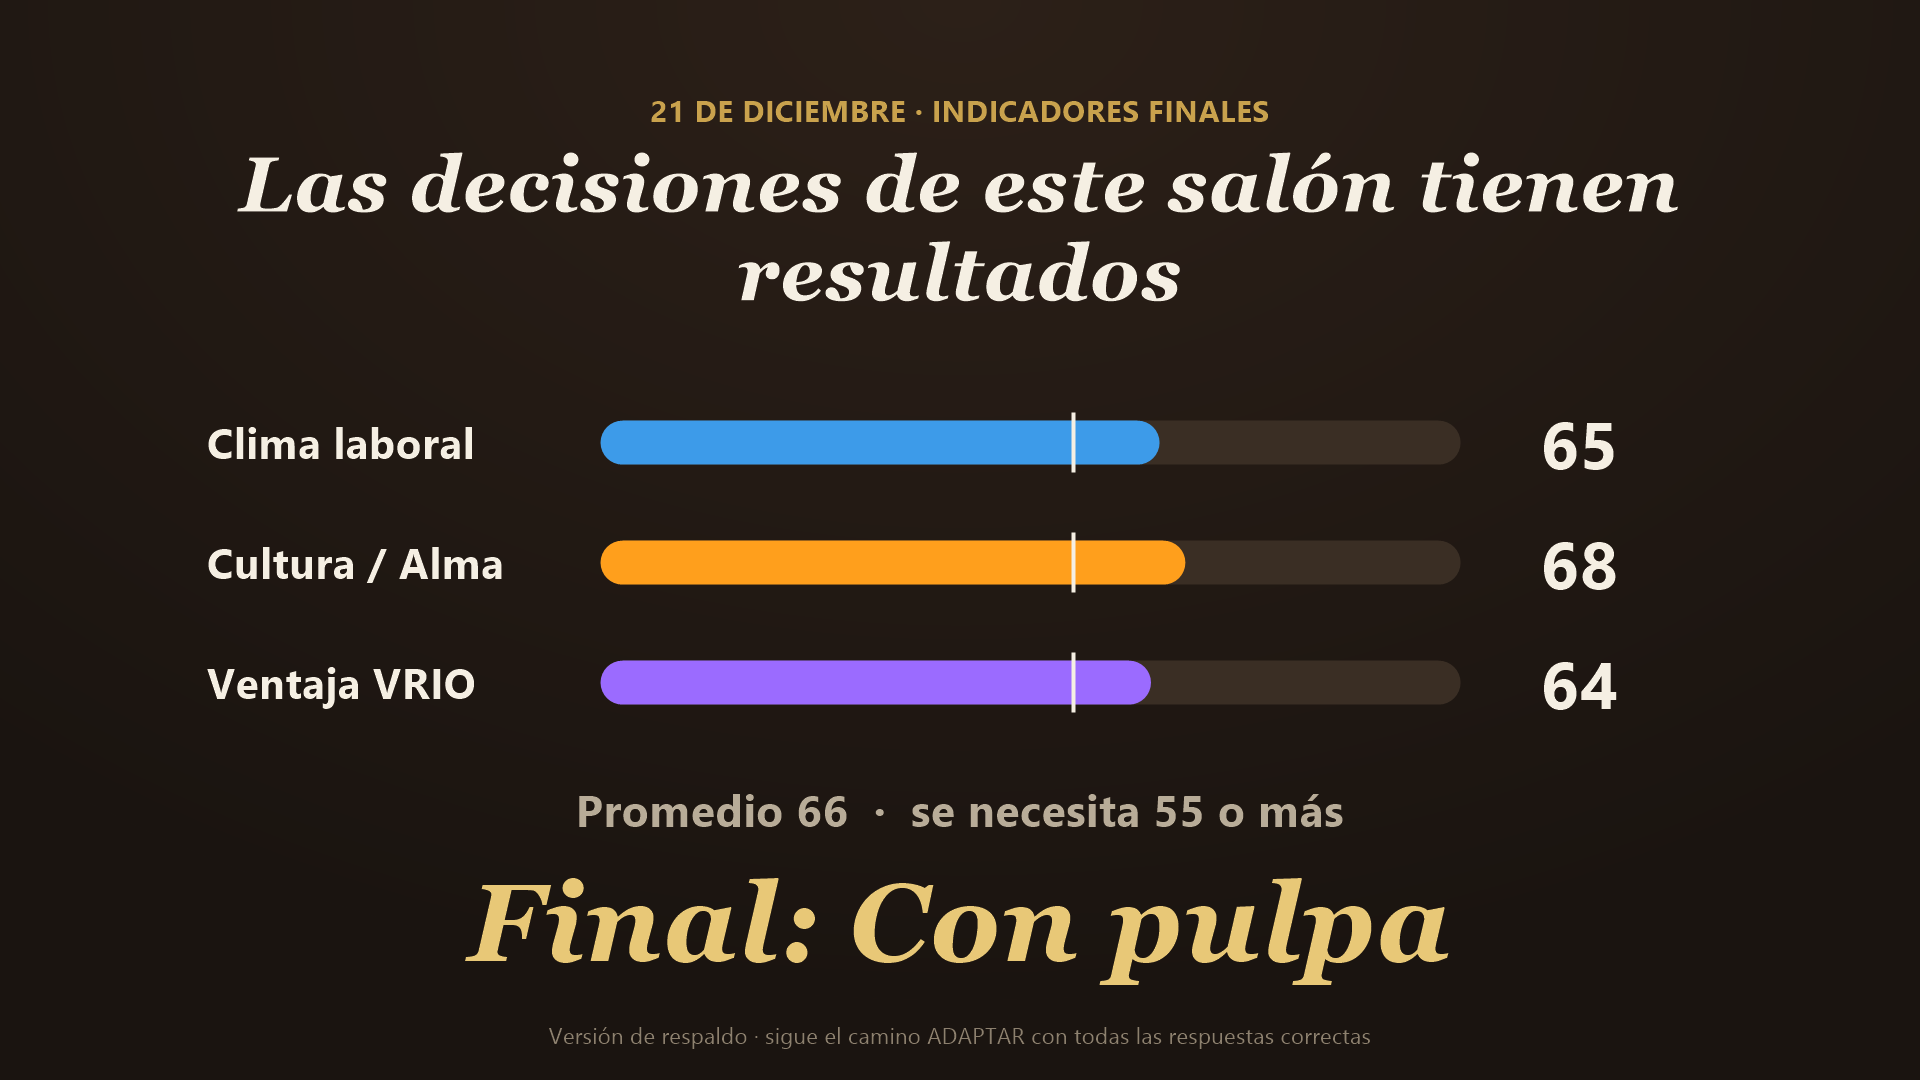 21 DE DICIEMBRE · INDICADORES FINALES
Las decisiones de este salón tienen
resultados
Clima laboral 65
Cultura / Alma 68
Ventaja VRIO 64
Promedio 66 · se necesita 55 o más
Final: Con pulpa
Versión de respaldo · sigue el camino ADAPTAR con todas las respuestas correctas